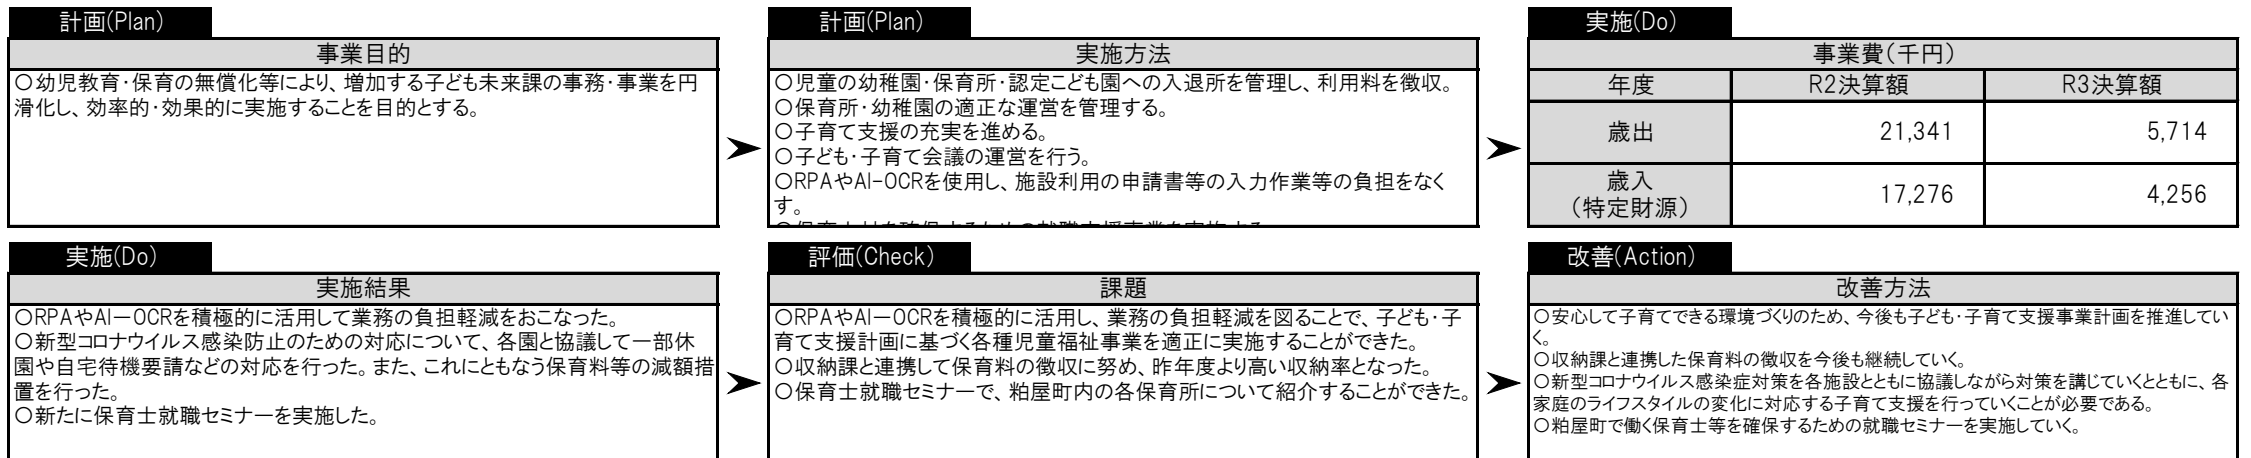 計画(Plan)
事業目的
〇幼児教育・保育の無償化等により、増加する子ども未来課の事務・事業を円
滑化し、効率的・効果的に実施することを目的とする。
計画(Plan)
実施方法
〇児童の幼稚園・保育所・認定こども園への入退所を管理し、利用料を徴収。
〇保育所・幼稚園の適正な運営を管理する。
〇子育て支援の充実を進める。
〇子ども・子育て会議の運営を行う。
〇RPAやAI-OCRを使用し、施設利用の申請書等の入力作業等の負担をなく
す。
実施(Do)
事業費(千円)
年度 R2決算額 R3決算額
歳出 21,341 5,714
歳入
(特定財源) 17,276 4,256
実施(Do)
実施結果
〇RPAやAI－OCRを積極的に活用して業務の負担軽減をおこなった。
〇新型コロナウイルス感染防止のための対応について、各園と協議して一部休
園や自宅待機要請などの対応を行った。また、これにともなう保育料等の減額措
置を行った。
〇新たに保育士就職セミナーを実施した。
評価(Check)
課題
〇RPAやAI－OCRを積極的に活用し、業務の負担軽減を図ることで、子ども・子
育て支援計画に基づく各種児童福祉事業を適正に実施することができた。
〇収納課と連携して保育料の徴収に努め、昨年度より高い収納率となった。
〇保育士就職セミナーで、粕屋町内の各保育所について紹介することができた。
改善(Action)
改善方法
〇安心して子育てできる環境づくりのため、今後も子ども・子育て支援事業計画を推進してい
く。
〇収納課と連携した保育料の徴収を今後も継続していく。
〇新型コロナウイルス感染症対策を各施設とともに協議しながら対策を講じていくとともに、各
家庭のライフスタイルの変化に対応する子育て支援を行っていくことが必要である。
〇粕屋町で働く保育士等を確保するための就職セミナーを実施していく。